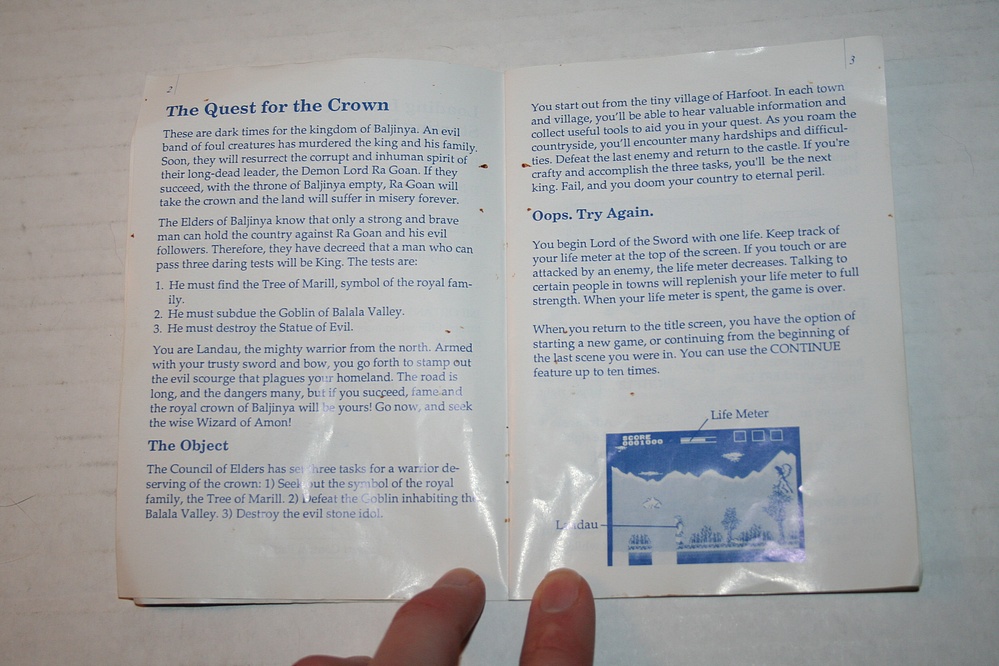 2
The Quest for the Crown
These are dark times for the kingdom of Baljinya. An evil
band of foul creatures has murdered the king and his family.
Soon, they will resurrect the corrupt and inhuman spirit of
their long-dead leader, the Demon Lord Ra Goan. If they
succeed, with the throne of Baljinya empty, Ra Goan will
take the crown and the land will suffer in misery forever.
The Elders of Baljinya know that only a strong and brave
man can hold the country against Ra Goan and his evil
followers. Therefore, they have decreed that a man who can
pass three daring tests will be King. The tests are:
1. He must find the Tree of Marill, symbol of the royal fam-
ily.
2. He must subdue the Goblin of Balala Valley.
3. He must destroy the Statue of Evil.
You are Landau, the mighty warrior from the north. Armed
with your trusty sword and bow, you go forth to stamp out
the evil scourge that plagues your homeland. The road is
long, and the dangers many, but if you succeed, fame and
the royal crown of Baljinya will be yours! Go now, and seek
the wise Wizard of Amon!
The Object
The Council of Elders has set three tasks for a warrior de-
serving of the crown: 1) Seek out the symbol of the royal
family, the Tree of Marill. 2) Defeat the Goblin inhabiting the
Balala Valley. 3) Destroy the evil stone idol.
3
You start out from the tiny village of Harfoot. In each town
and village, you'll be able to hear valuable information and
collect useful tools to aid you in your quest. As you roam the
countryside, you'll encounter many hardships and difficul-
ties. Defeat the last enemy and return to the castle. If you're
crafty and accomplish the three tasks, you'll be the next
king. Fail, and you doom your country to eternal peril.
Oops. Try Again.
You begin Lord of the Sword with one life. Keep track of
your life meter at the top of the screen. If you touch or are
attacked by an enemy, the life meter decreases. Talking to
certain people in towns will replenish your life meter to full
strength. When your life meter is spent, the game is over.
When you return to the title screen, you have the option of
starting a new game, or continuing from the beginning of
the last scene you were in. You can use the CONTINUE
feature up to ten times.
Life Meter
SCORE
0001000
Landau